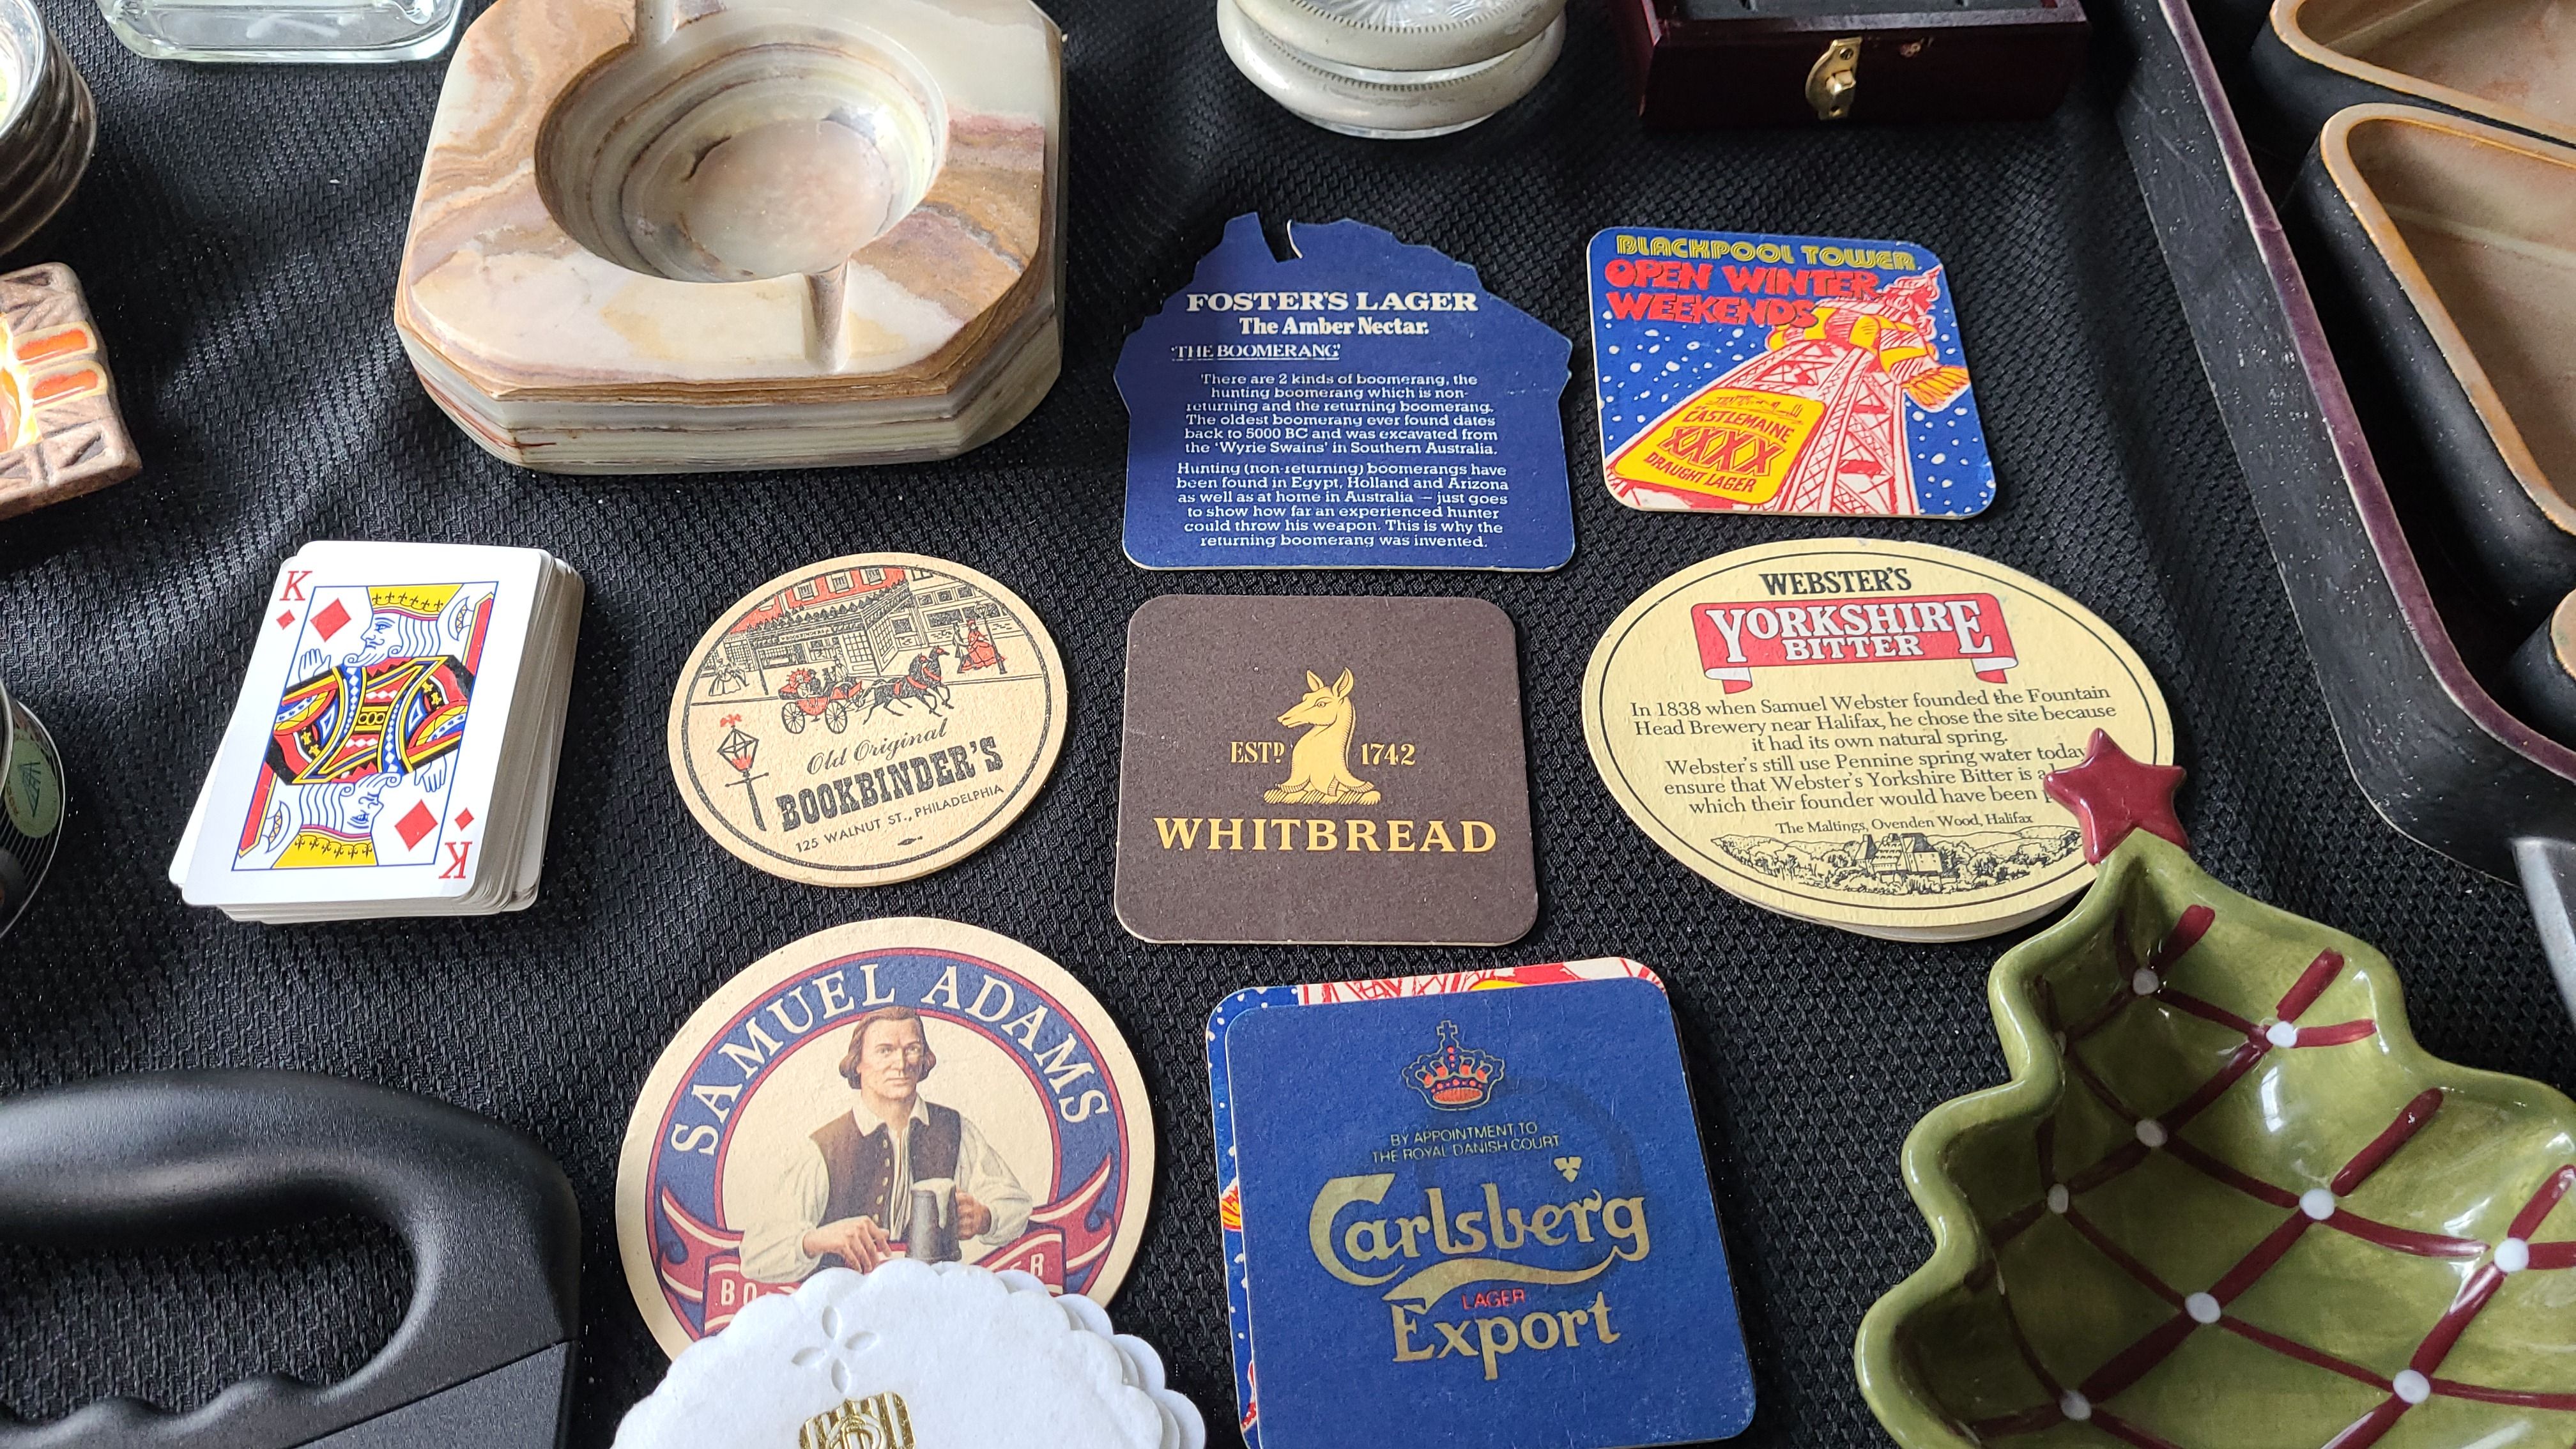 FOSTER'S LAGER
The Amber Nectar.
'THE BOOMERANG'
There are 2 kinds of boomerang, the
hunting boomerang which is non-
returning and the returning boomerang.
The oldest boomerang ever found dates
back to 5000 BC and was excavated from
the 'Wyrie Swains' in Southern Australia.
Hunting (non-returning) boomerangs have
been found in Egypt, Holland and Arizona
as well as at home in Australia — just goes
to show how far an experienced hunter
could throw his weapon. This is why the
returning boomerang was invented.
BLACKPOOL TOWER
OPEN WINTER
WEEKENDS
CASTLEMAINE
XXXX
DRAUGHT LAGER
K
K
Old Original
BOOKBINDER'S
125 WALNUT ST., PHILADELPHIA
ESTD 1742
WHITBREAD
WEBSTER'S
YORKSHIRE
BITTER
In 1838 when Samuel Webster founded the Fountain
Head Brewery near Halifax, he chose the site because
it had its own natural spring.
Webster's still use Pennine spring water today
ensure that Webster's Yorkshire Bitter is a
which their founder would have been
The Maltings, Ovenden Wood, Halifax
SAMUEL ADAMS
BY APPOINTMENT TO
THE ROYAL DANISH COURT
Carlsberg
LAGER
Export